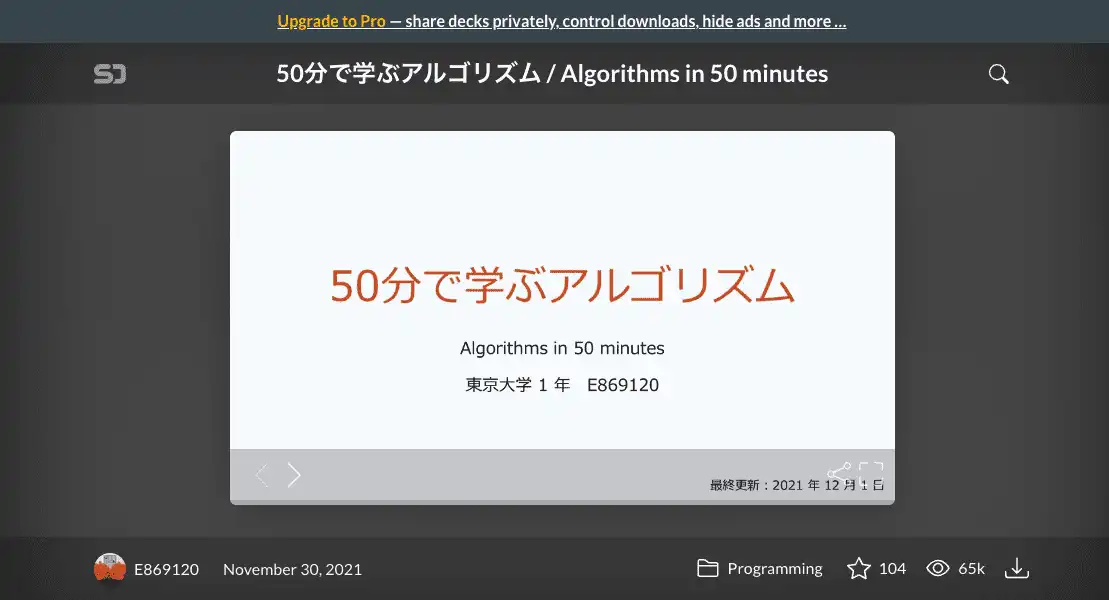 Upgrade to Pro — share decks privately, control downloads, hide ads and more …
SD
50分で学ぶアルゴリズム / Algorithms in 50 minutes
50分で学ぶアルゴリズム
Algorithms in 50 minutes
東京大学 1 年 E869120
最終更新：2021 年 12 月 1 日
E869120 November 30, 2021 Programming 104 65k